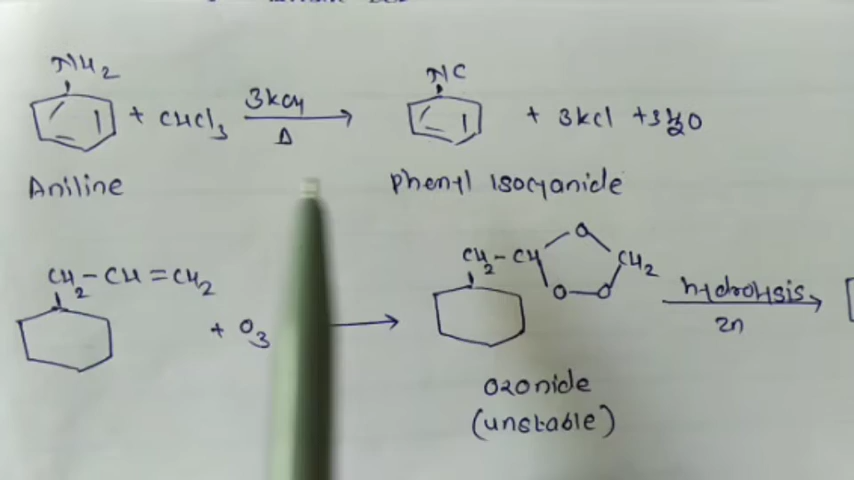 NH2 NC
+ CHCl3 3KOH Δ + 3KCl + 3H2O
Aniline Phenyl Isocyanide
CH2-CH=CH2 CH2-CH O CH2
O-O hydrolysis
+ O3 Zn
Ozonide
(unstable)